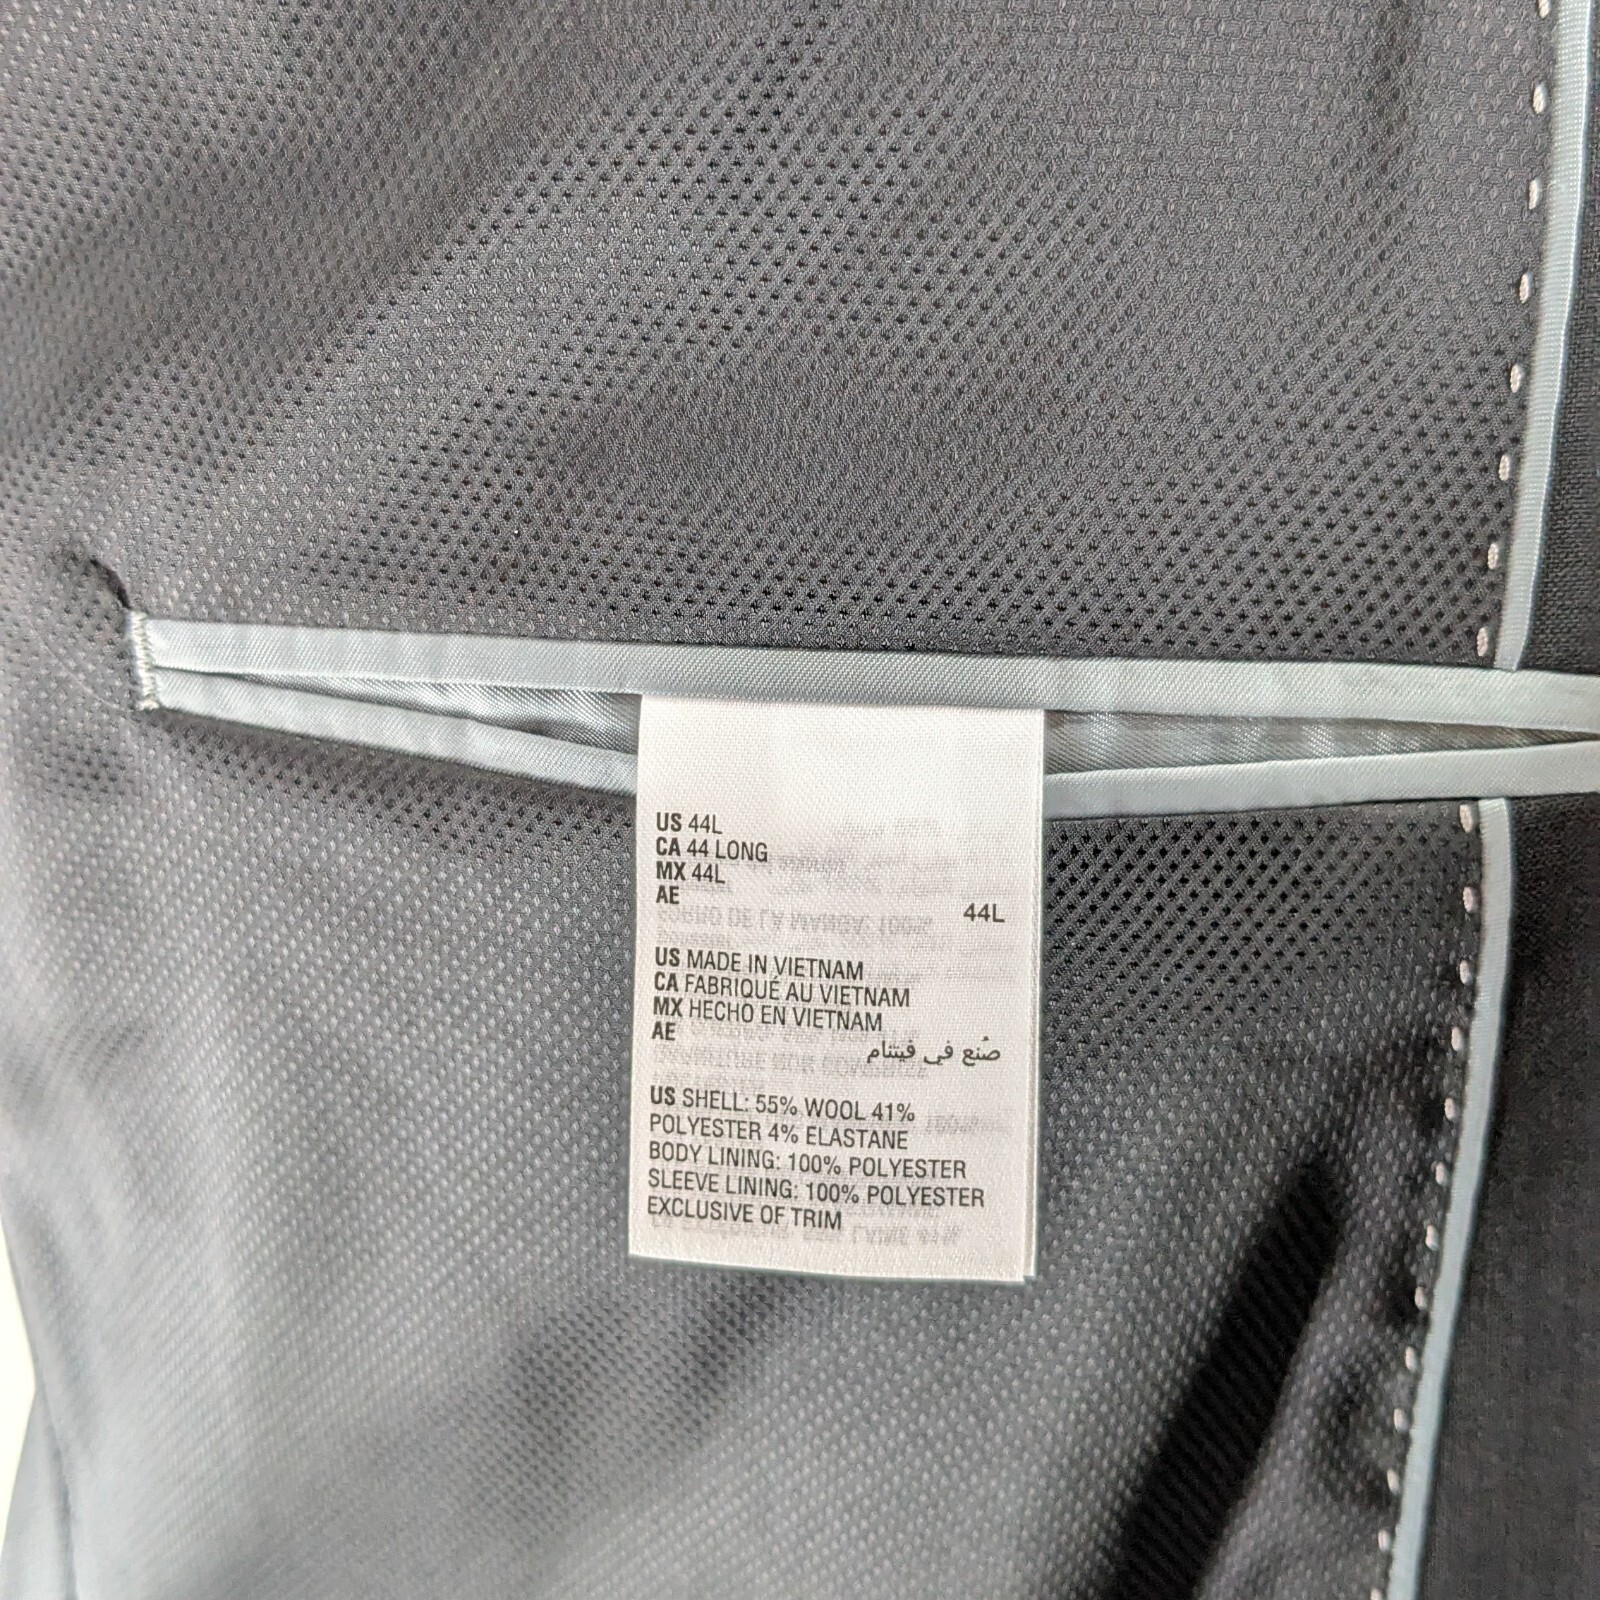 US 44L
CA 44 LONG
MX 44L
AE
44L
US MADE IN VIETNAM
CA FABRIQUÉ AU VIETNAM
MX HECHO EN VIETNAM
AE
صُنع في فيتنام
US SHELL: 55% WOOL 41%
POLYESTER 4% ELASTANE
BODY LINING: 100% POLYESTER
SLEEVE LINING: 100% POLYESTER
EXCLUSIVE OF TRIM